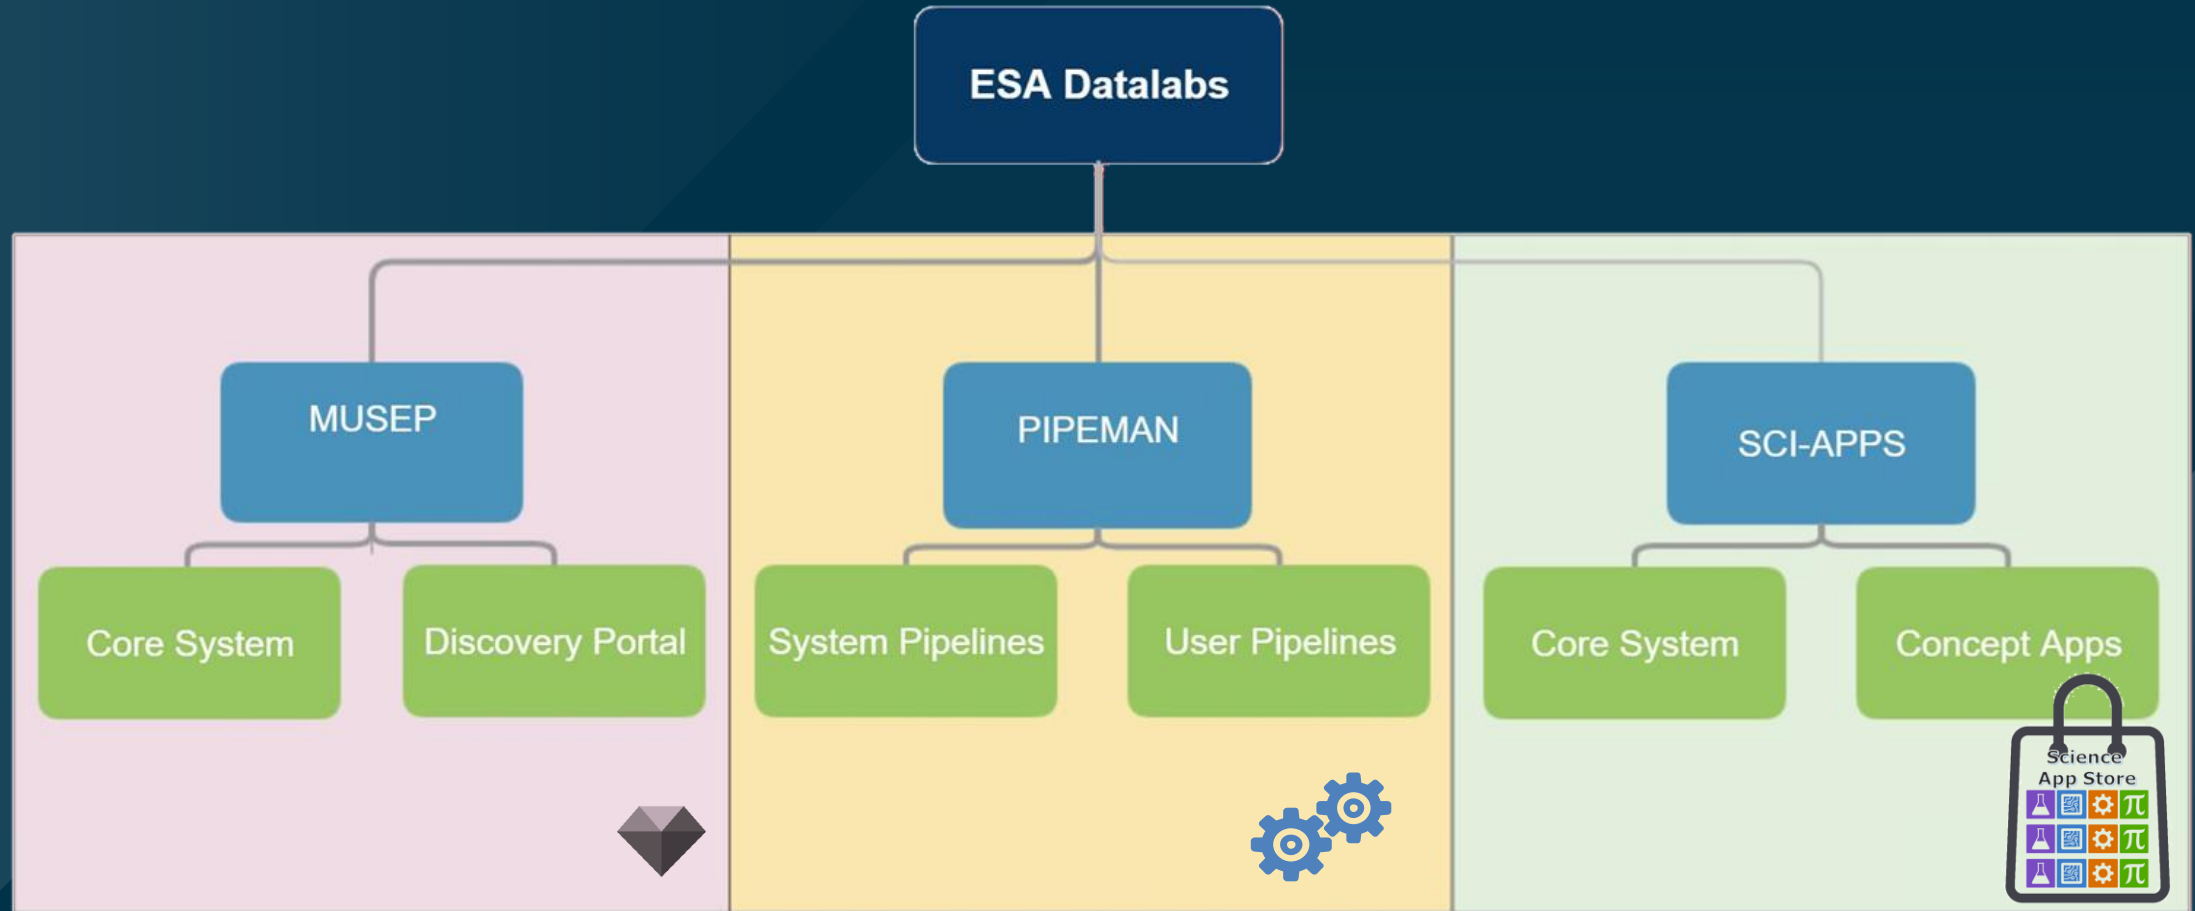 ESA Datalabs
MUSEP
PIPEMAN
SCI-APPS
Core System
Discovery Portal
System Pipelines
User Pipelines
Core System
Concept Apps
Science
App Store
π
π
π